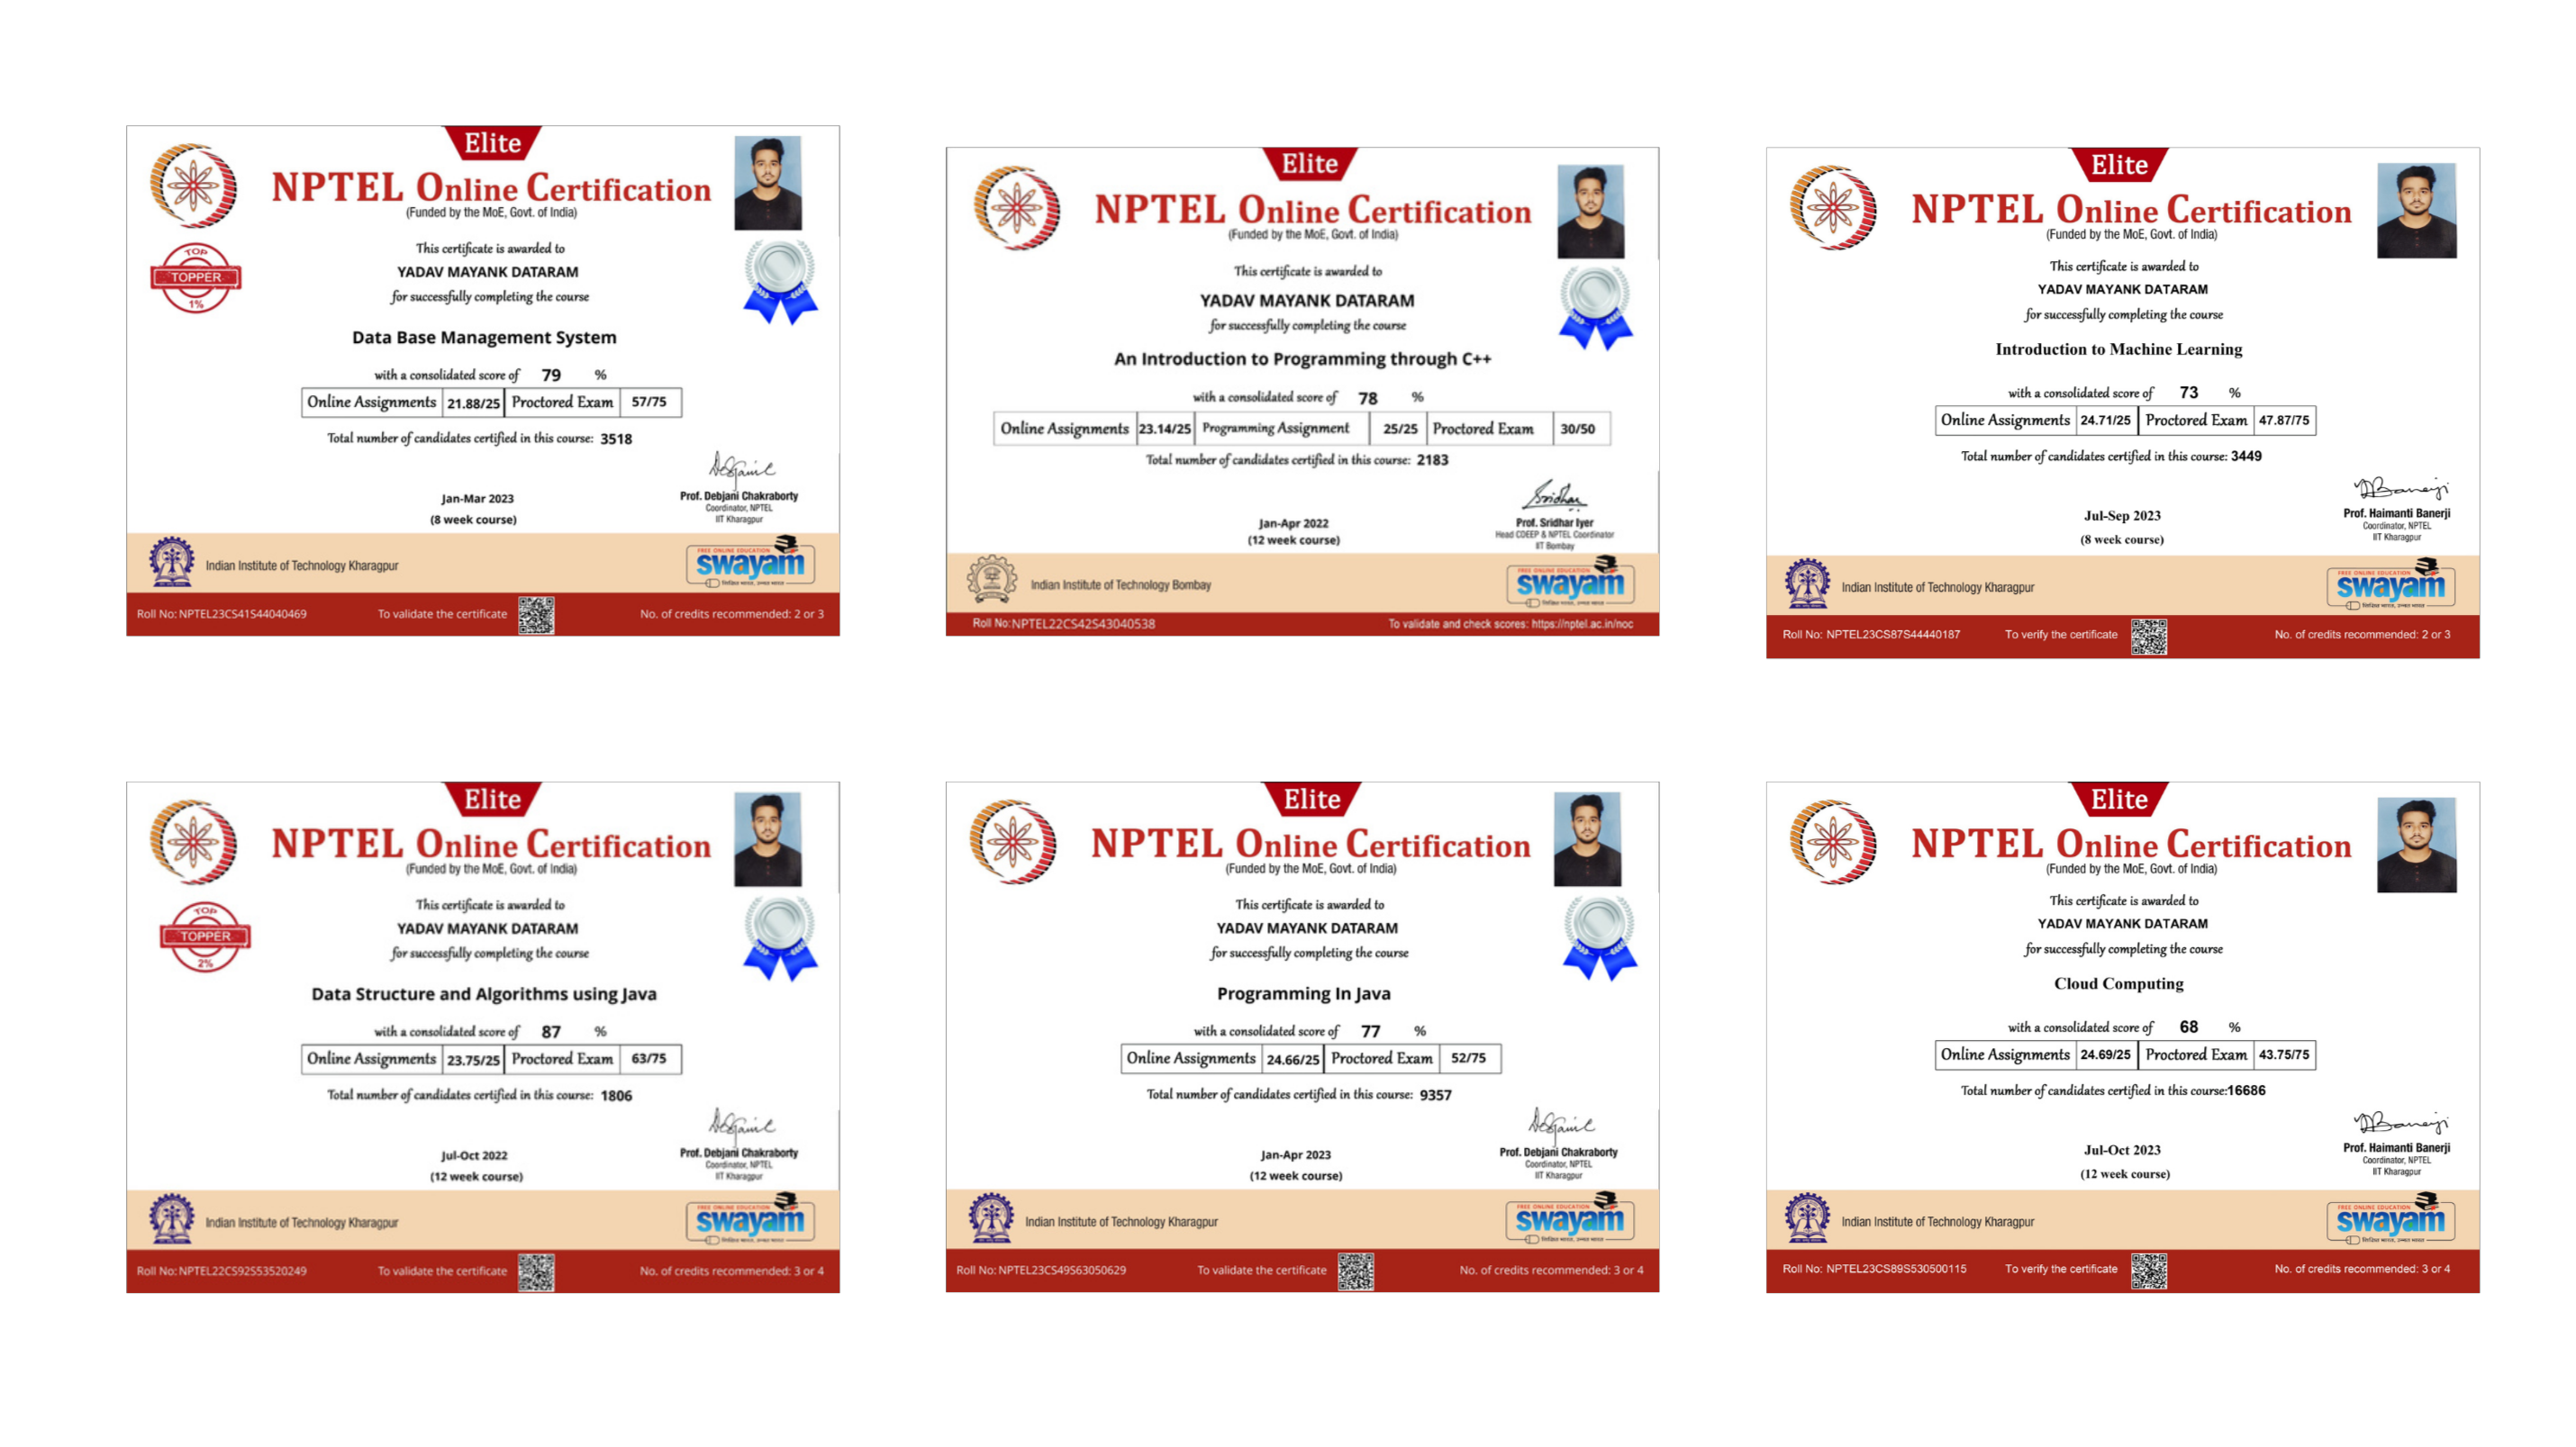 Elite
NPTEL Online Certification
(Funded by the MoE, Govt. of India)
TOP
TOPPER
1%
This certificate is awarded to
YADAV MAYANK DATARAM
for successfully completing the course
Data Base Management System
with a consolidated score of 79 %
Online Assignments 21.88/25 Proctored Exam 57/75
Total number of candidates certified in this course: 3518
Jan-Mar 2023
(8 week course)
Prof. Debjani Chakraborty
Coordinator, NPTEL
IIT Kharagpur
Indian Institute of Technology Kharagpur
FREE ONLINE EDUCATION
swayam
Roll No: NPTEL23CS41S44040469 To validate the certificate No. of credits recommended: 2 or 3
Elite
NPTEL Online Certification
(Funded by the MoE, Govt. of India)
This certificate is awarded to
YADAV MAYANK DATARAM
for successfully completing the course
An Introduction to Programming through C++
with a consolidated score of 78 %
Online Assignments 23.14/25 Programming Assignment 25/25 Proctored Exam 30/50
Total number of candidates certified in this course: 2183
Jan-Apr 2022
(12 week course)
Sridhar
Prof. Sridhar Iyer
Head CDEEP & NPTEL Coordinator
IIT Bombay
Indian Institute of Technology Bombay
FREE ONLINE EDUCATION
swayam
Roll No: NPTEL22CS42S43040538 To validate and check scores: https://nptel.ac.in/noc
Elite
NPTEL Online Certification
(Funded by the MoE, Govt. of India)
This certificate is awarded to
YADAV MAYANK DATARAM
for successfully completing the course
Introduction to Machine Learning
with a consolidated score of 73 %
Online Assignments 24.71/25 Proctored Exam 47.87/75
Total number of candidates certified in this course: 3449
Jul-Sep 2023
(8 week course)
HBanerji
Prof. Haimanti Banerji
Coordinator, NPTEL
IIT Kharagpur
Indian Institute of Technology Kharagpur
FREE ONLINE EDUCATION
swayam
Roll No: NPTEL23CS87S44440187 To verify the certificate No. of credits recommended: 2 or 3
Elite
NPTEL Online Certification
(Funded by the MoE, Govt. of India)
TOP
TOPPER
2%
This certificate is awarded to
YADAV MAYANK DATARAM
for successfully completing the course
Data Structure and Algorithms using Java
with a consolidated score of 87 %
Online Assignments 23.75/25 Proctored Exam 63/75
Total number of candidates certified in this course: 1806
Jul-Oct 2022
(12 week course)
Prof. Debjani Chakraborty
Coordinator, NPTEL
IIT Kharagpur
Indian Institute of Technology Kharagpur
FREE ONLINE EDUCATION
swayam
Roll No: NPTEL22CS92S53520249 To validate the certificate No. of credits recommended: 3 or 4
Elite
NPTEL Online Certification
(Funded by the MoE, Govt. of India)
This certificate is awarded to
YADAV MAYANK DATARAM
for successfully completing the course
Programming In Java
with a consolidated score of 77 %
Online Assignments 24.66/25 Proctored Exam 52/75
Total number of candidates certified in this course: 9357
Jan-Apr 2023
(12 week course)
Prof. Debjani Chakraborty
Coordinator, NPTEL
IIT Kharagpur
Indian Institute of Technology Kharagpur
FREE ONLINE EDUCATION
swayam
Roll No: NPTEL23CS49S63050629 To validate the certificate No. of credits recommended: 3 or 4
Elite
NPTEL Online Certification
(Funded by the MoE, Govt. of India)
This certificate is awarded to
YADAV MAYANK DATARAM
for successfully completing the course
Cloud Computing
with a consolidated score of 68 %
Online Assignments 24.69/25 Proctored Exam 43.75/75
Total number of candidates certified in this course:16686
Jul-Oct 2023
(12 week course)
HBanerji
Prof. Haimanti Banerji
Coordinator, NPTEL
IIT Kharagpur
Indian Institute of Technology Kharagpur
FREE ONLINE EDUCATION
swayam
Roll No: NPTEL23CS89S530500115 To verify the certificate No. of credits recommended: 3 or 4